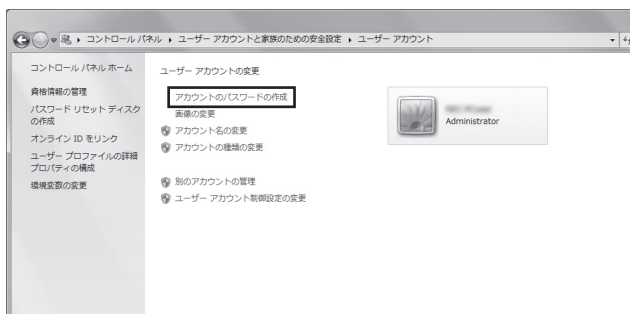 コントロール パネル ▸ ユーザー アカウントと家族のための安全設定 ▸ ユーザー アカウント
コントロール パネル ホーム
資格情報の管理
パスワード リセット ディスク
の作成
オンライン ID をリンク
ユーザー プロファイルの詳細
プロパティの構成
環境変数の変更
ユーザー アカウントの変更
アカウントのパスワードの作成
画像の変更
アカウント名の変更
アカウントの種類の変更
別のアカウントの管理
ユーザー アカウント制御設定の変更
Administrator